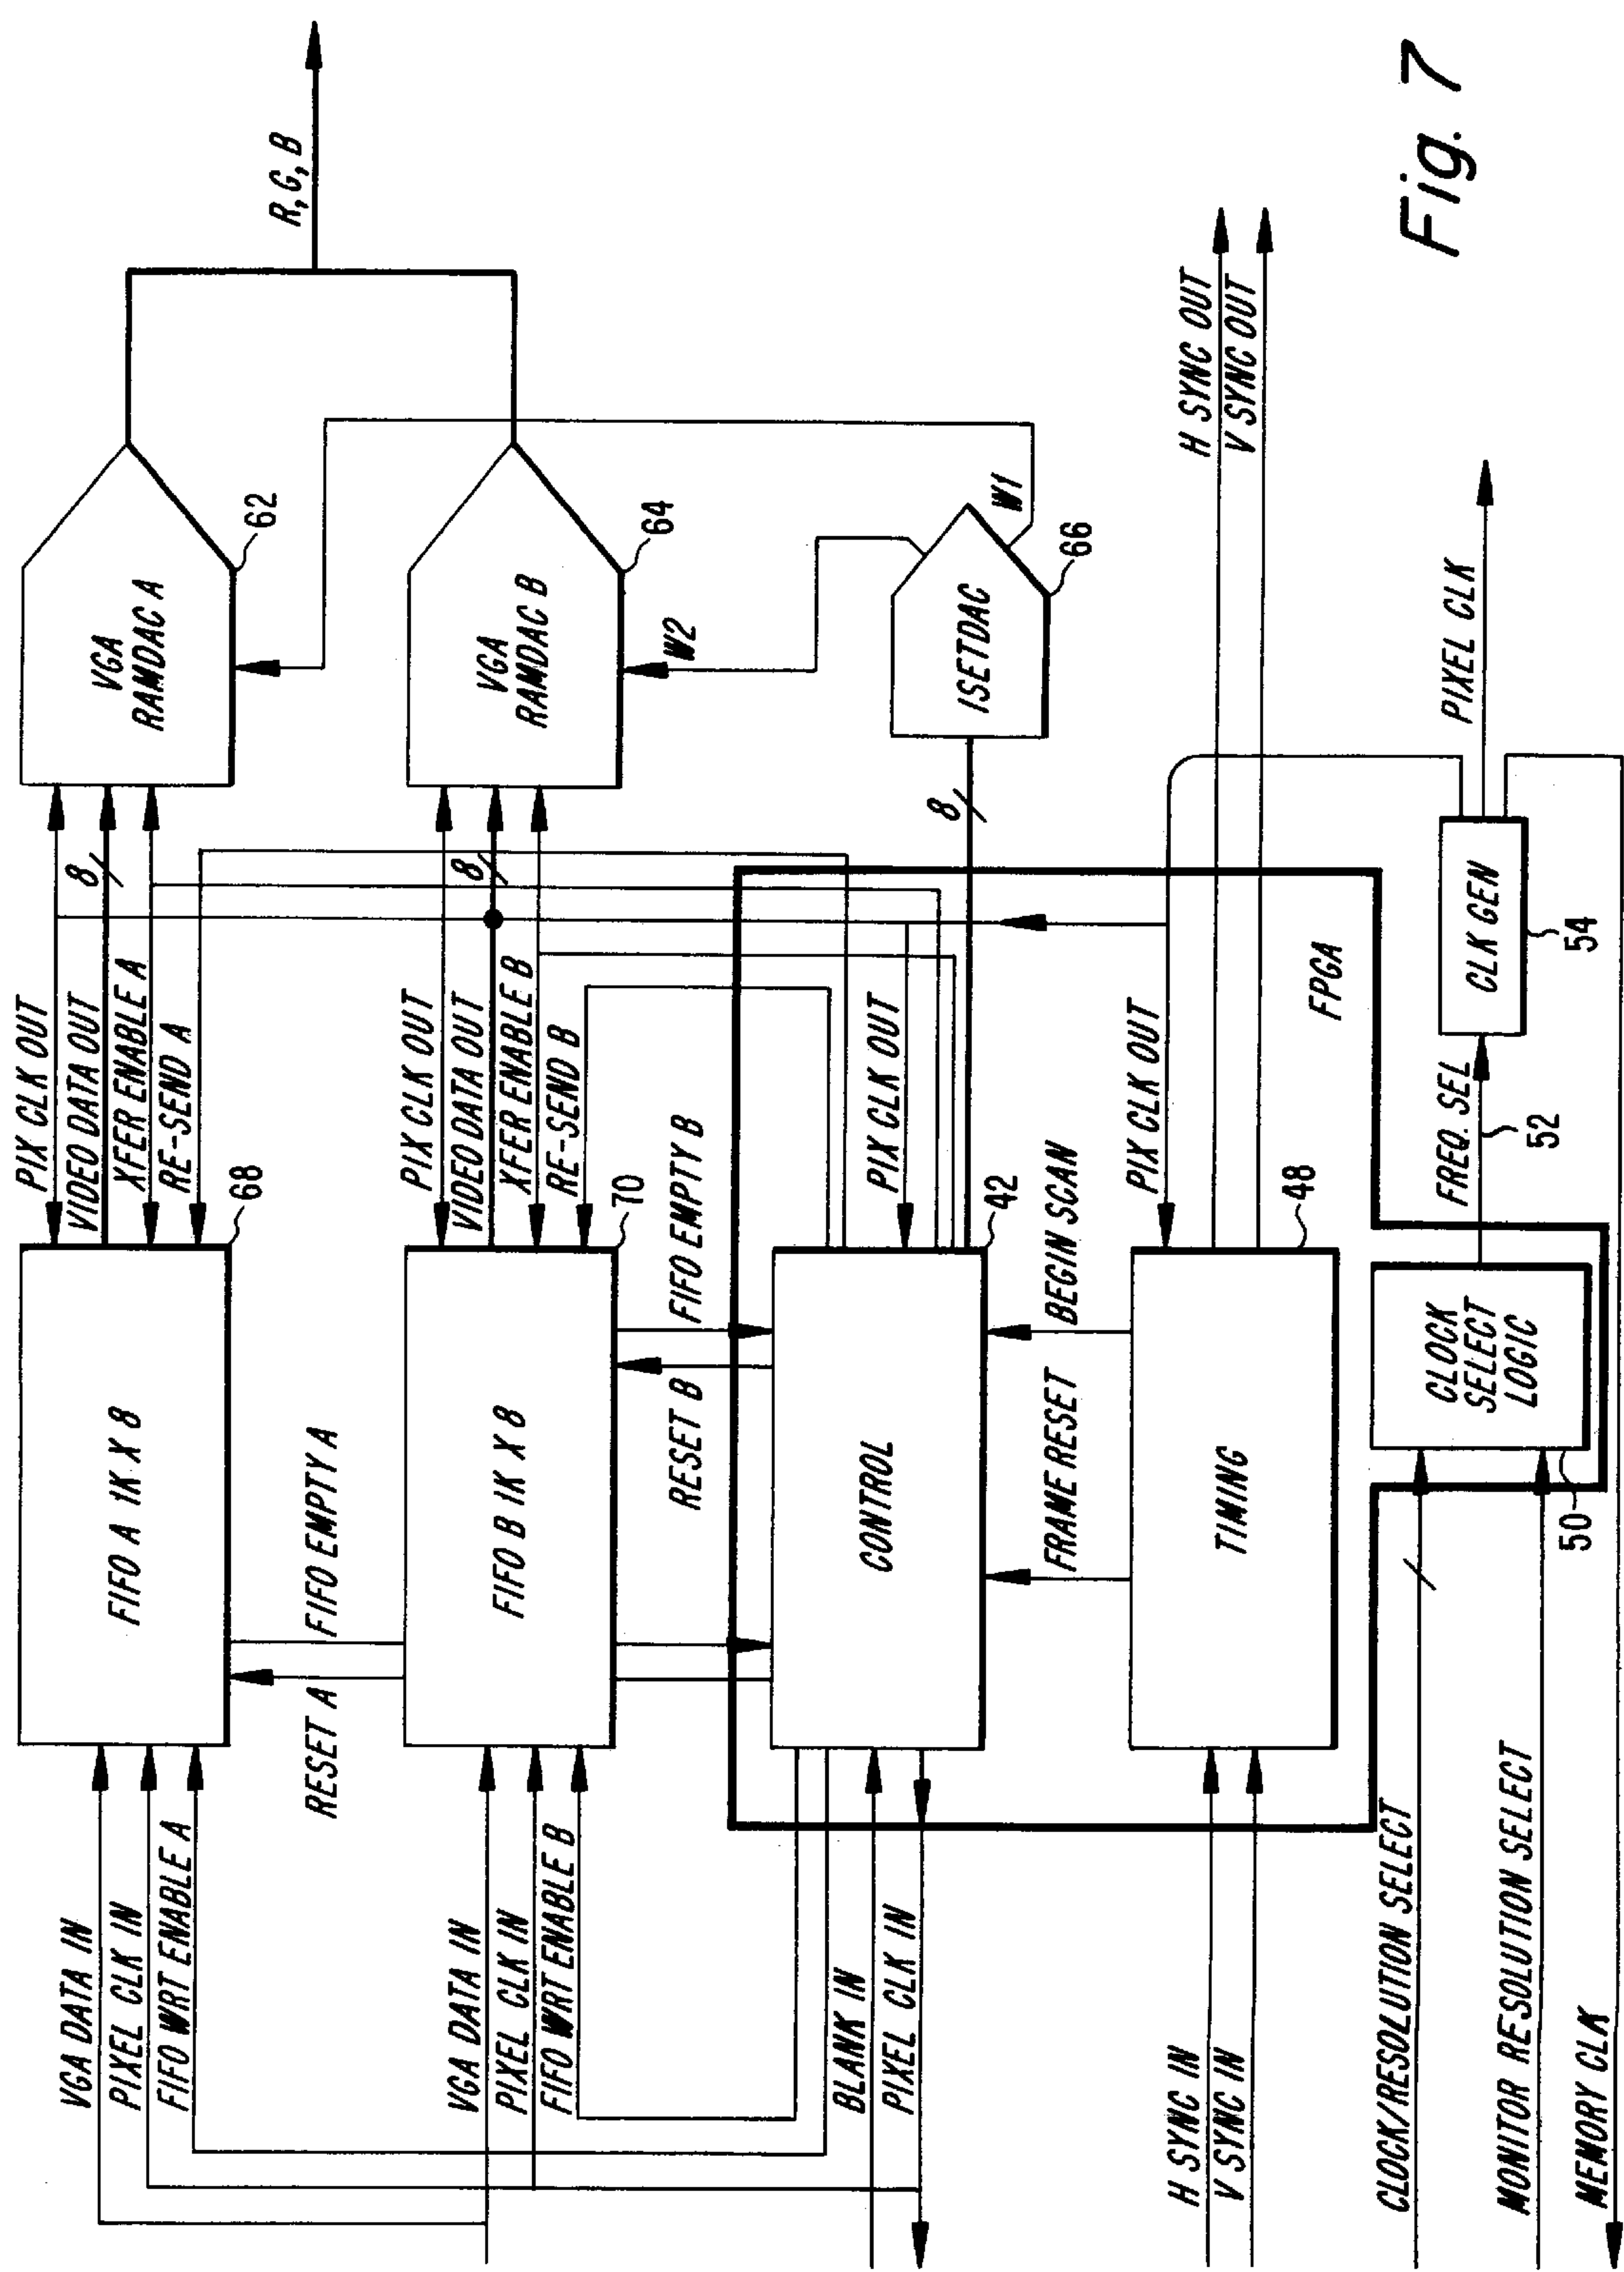 VGA DATA IN
PIXEL CLK IN
FIFO WRT ENABLE A
FIFO A 1K X 8
68
PIX CLK OUT
VIDEO DATA OUT
XFER ENABLE A
RE-SEND A
8
VGA
RAMDAC A
62
R, G, B
RESET A
FIFO EMPTY A
VGA DATA IN
PIXEL CLK IN
FIFO WRT ENABLE B
FIFO B 1K X 8
70
PIX CLK OUT
VIDEO DATA OUT
XFER ENABLE B
RE-SEND B
8
VGA
RAMDAC B
64
W2
RESET B
FIFO EMPTY B
BLANK IN
PIXEL CLK IN
CONTROL
42
PIX CLK OUT
8
ISETDAC
66
W1
FRAME RESET
BEGIN SCAN
H SYNC IN
V SYNC IN
TIMING
48
PIX CLK OUT
FPGA
H SYNC OUT
V SYNC OUT
CLOCK/RESOLUTION SELECT
MONITOR RESOLUTION SELECT
MEMORY CLK
50
CLOCK
SELECT
LOGIC
FREQ. SEL
52
CLK GEN
54
PIXEL CLK
Fig. 7